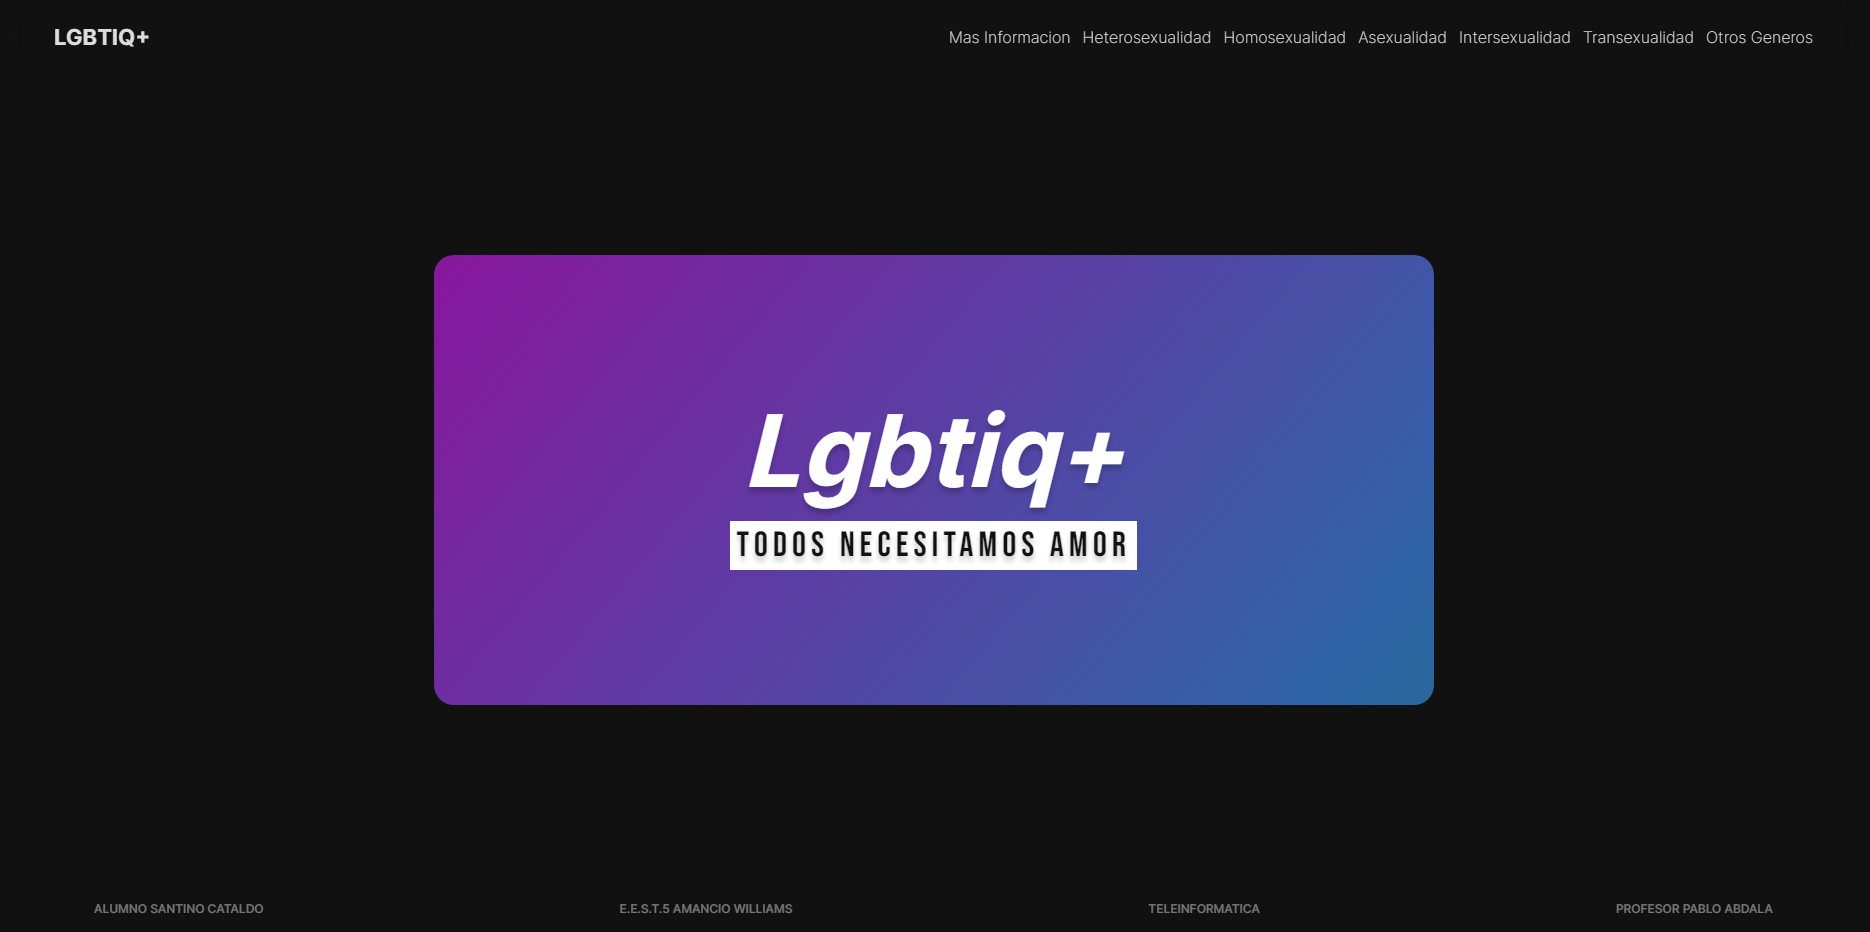 LGBTIQ+
Mas Informacion Heterosexualidad Homosexualidad Asexualidad Intersexualidad Transexualidad Otros Generos
Lgbtiq+
TODOS NECESITAMOS AMOR
ALUMNO SANTINO CATALDO E.E.S.T.5 AMANCIO WILLIAMS TELEINFORMATICA PROFESOR PABLO ABDALA